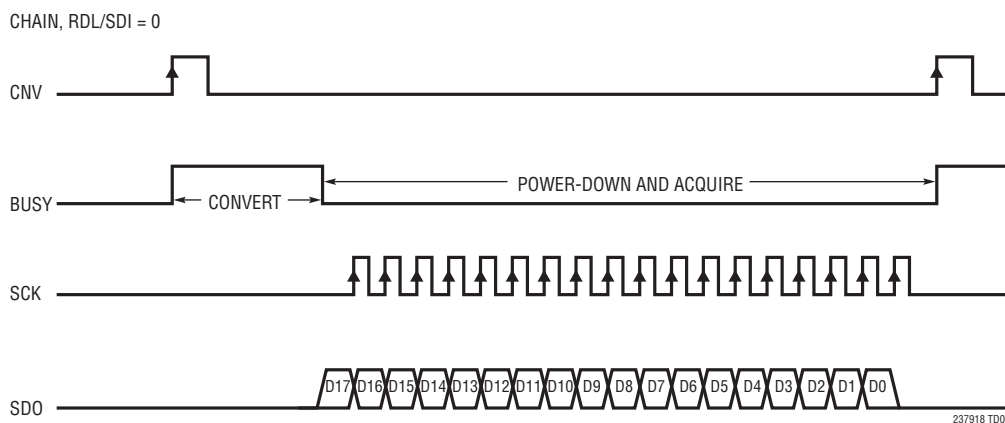 CHAIN, RDL/SDI = 0
CNV
BUSY
CONVERT
POWER-DOWN AND ACQUIRE
SCK
SDO
D17 D16 D15 D14 D13 D12 D11 D10 D9 D8 D7 D6 D5 D4 D3 D2 D1 D0
237918 TD0